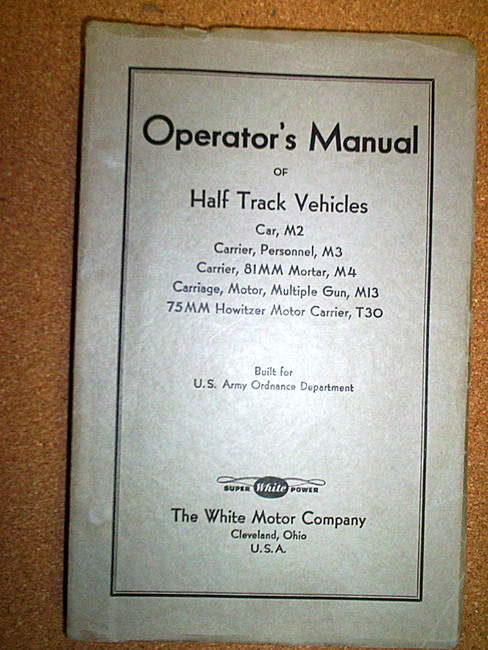 Operator's Manual
OF
Half Track Vehicles
Car, M2
Carrier, Personnel, M3
Carrier, 81MM Mortar, M4
Carriage, Motor, Multiple Gun, M13
75MM Howitzer Motor Carrier, T30
Built for
U.S. Army Ordnance Department
SUPER White POWER
The White Motor Company
Cleveland, Ohio
U.S.A.